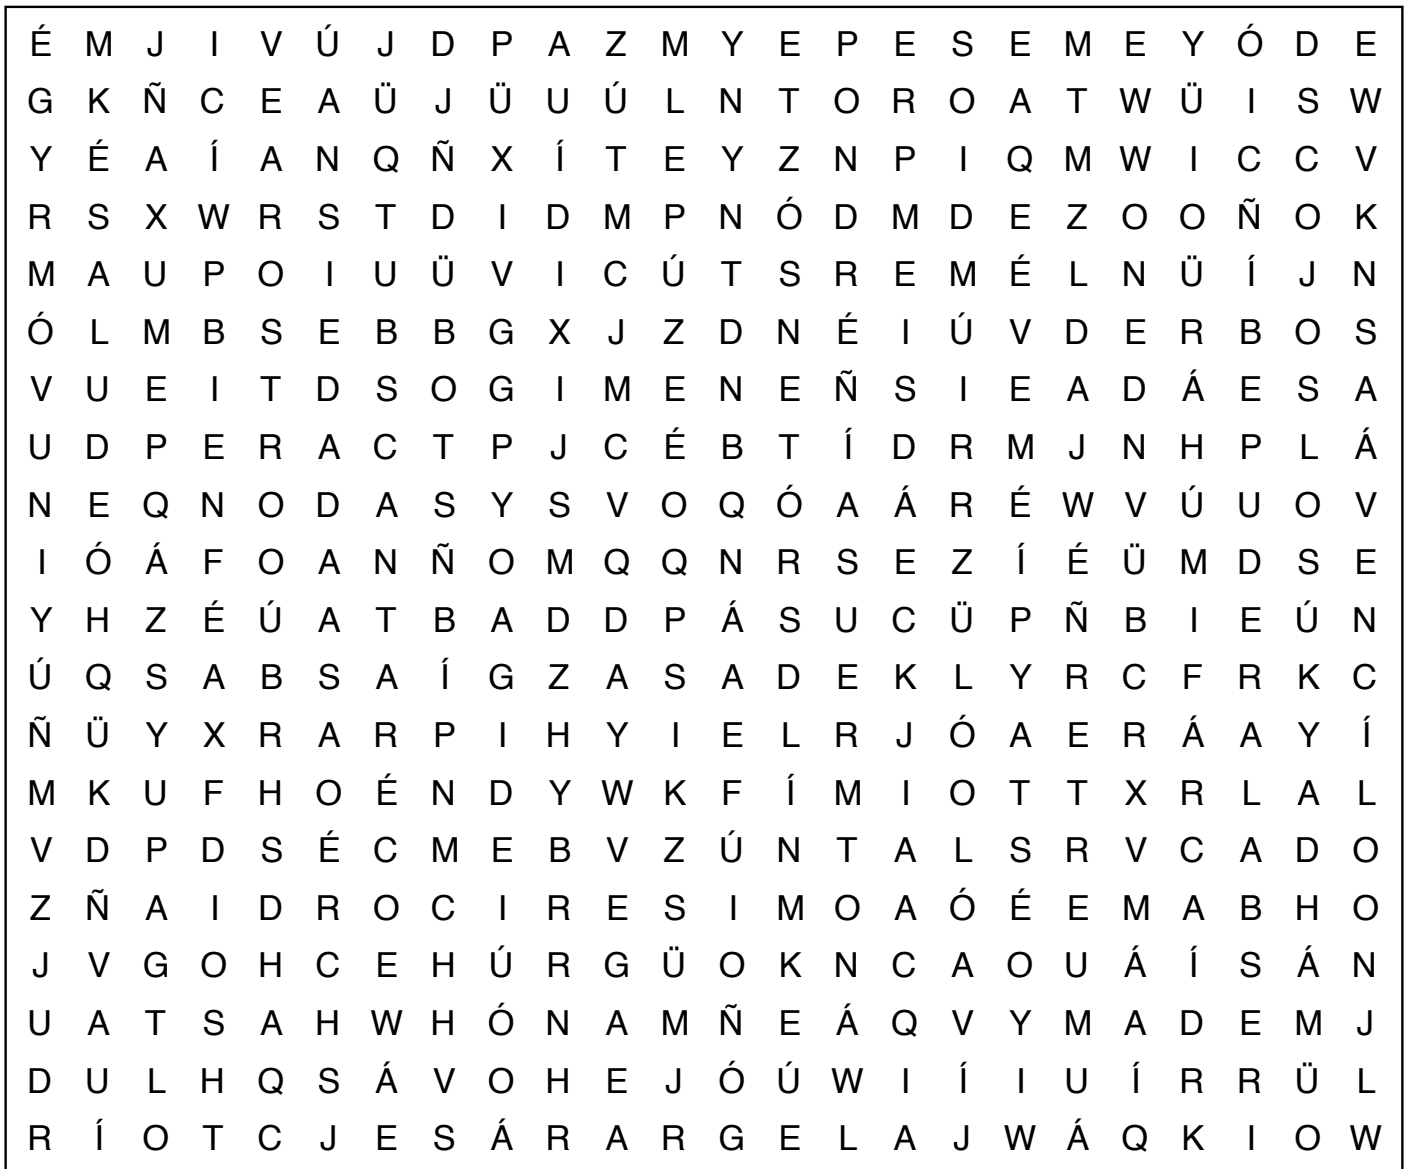 É M J I V Ú J D P A Z M Y E P E S E M E Y Ó D E
G K Ñ C E A Ü J Ü U Ú L N T O R O A T W Ü I S W
Y É A Í A N Q Ñ X Í T E Y Z N P I Q M W I C C V
R S X W R S T D I D M P N Ó D M D E Z O O Ñ O K
M A U P O I U Ü V I C Ú T S R E M É L N Ü Í J N
Ó L M B S E B B G X J Z D N É I Ú V D E R B O S
V U E I T D S O G I M E N E Ñ S I E A D Á E S A
U D P E R A C T P J C É B T Í D R M J N H P L Á
N E Q N O D A S Y S V O Q Ó A Á R É W V Ú U O V
I Ó Á F O A N Ñ O M Q Q N R S E Z Í É Ü M D S E
Y H Z É Ú A T B A D D P Á S U C Ü P Ñ B I E Ú N
Ú Q S A B S A Í G Z A S A D E K L Y R C F R K C
Ñ Ü Y X R A R P I H Y I E L R J Ó A E R Á A Y Í
M K U F H O É N D Y W K F Í M I O T T X R L A L
V D P D S É C M E B V Z Ú N T A L S R V C A D O
Z Ñ A I D R O C I R E S I M O A Ó É E M A B H O
J V G O H C E H Ú R G Ü O K N C A O U Á Í S Á N
U A T S A H W H Ó N A M Ñ E Á Q V Y M A D E M J
D U L H Q S Á V O H E J Ó Ú W I Í I U Í R R Ü L
R Í O T C J E S Á R A R G E L A J W Á Q K I O W